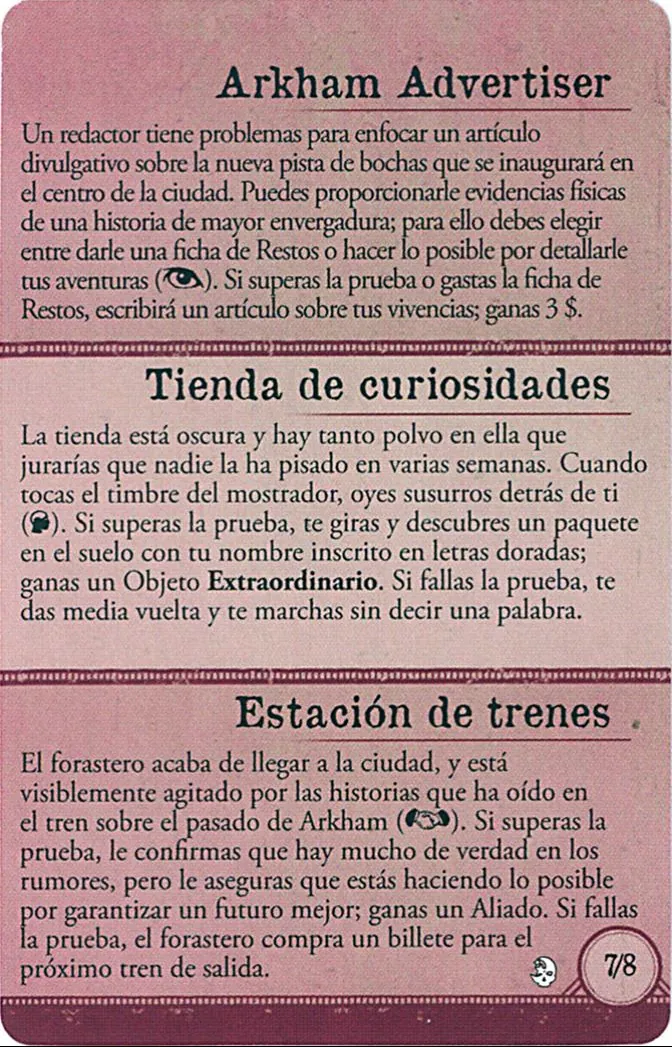 Arkham Advertiser
Un redactor tiene problemas para enfocar un artículo
divulgativo sobre la nueva pista de bochas que se inaugurará en
el centro de la ciudad. Puedes proporcionarle evidencias físicas
de una historia de mayor envergadura; para ello debes elegir
entre darle una ficha de Restos o hacer lo posible por detallarle
tus aventuras (). Si superas la prueba o gastas la ficha de
Restos, escribirá un artículo sobre tus vivencias; ganas 3 $.
Tienda de curiosidades
La tienda está oscura y hay tanto polvo en ella que
jurarías que nadie la ha pisado en varias semanas. Cuando
tocas el timbre del mostrador, oyes susurros detrás de ti
(). Si superas la prueba, te giras y descubres un paquete
en el suelo con tu nombre inscrito en letras doradas;
ganas un Objeto Extraordinario. Si fallas la prueba, te
das media vuelta y te marchas sin decir una palabra.
Estación de trenes
El forastero acaba de llegar a la ciudad, y está
visiblemente agitado por las historias que ha oído en
el tren sobre el pasado de Arkham (). Si superas la
prueba, le confirmas que hay mucho de verdad en los
rumores, pero le aseguras que estás haciendo lo posible
por garantizar un futuro mejor; ganas un Aliado. Si fallas
la prueba, el forastero compra un billete para el
próximo tren de salida.
7/8